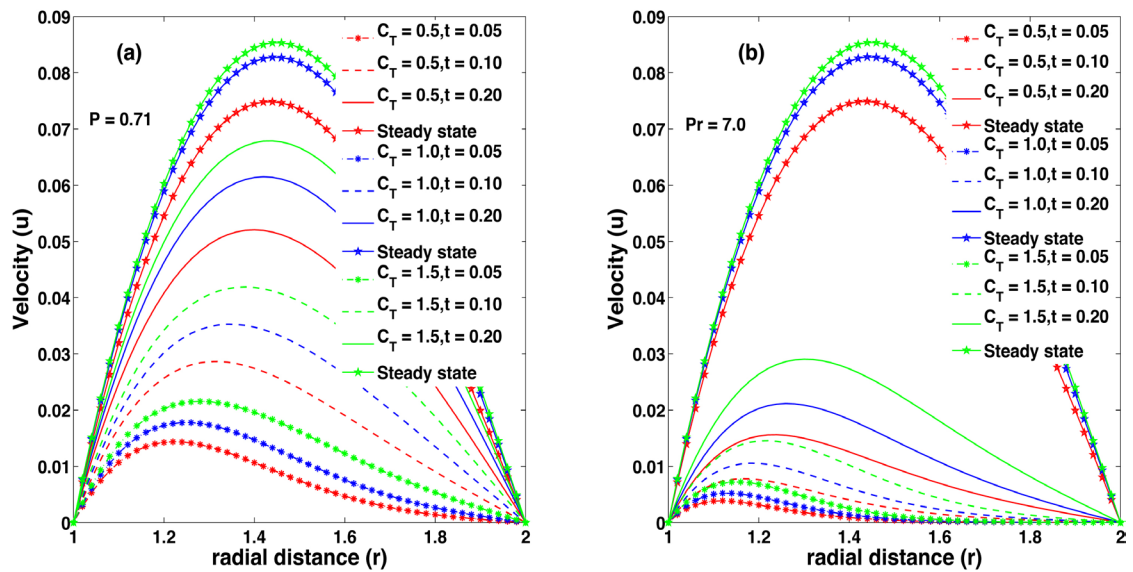 (a)
P = 0.71
Velocity (u)
0.09
0.08
0.07
0.06
0.05
0.04
0.03
0.02
0.01
0
1
1.2
1.4
1.6
1.8
2
radial distance (r)
C_T = 0.5,t = 0.05
C_T = 0.5,t = 0.10
C_T = 0.5,t = 0.20
Steady state
C_T = 1.0,t = 0.05
C_T = 1.0,t = 0.10
C_T = 1.0,t = 0.20
Steady state
C_T = 1.5,t = 0.05
C_T = 1.5,t = 0.10
C_T = 1.5,t = 0.20
Steady state
(b)
Pr = 7.0
Velocity (u)
0.09
0.08
0.07
0.06
0.05
0.04
0.03
0.02
0.01
0
1
1.2
1.4
1.6
1.8
2
radial distance (r)
C_T = 0.5,t = 0.05
C_T = 0.5,t = 0.10
C_T = 0.5,t = 0.20
Steady state
C_T = 1.0,t = 0.05
C_T = 1.0,t = 0.10
C_T = 1.0,t = 0.20
Steady state
C_T = 1.5,t = 0.05
C_T = 1.5,t = 0.10
C_T = 1.5,t = 0.20
Steady state